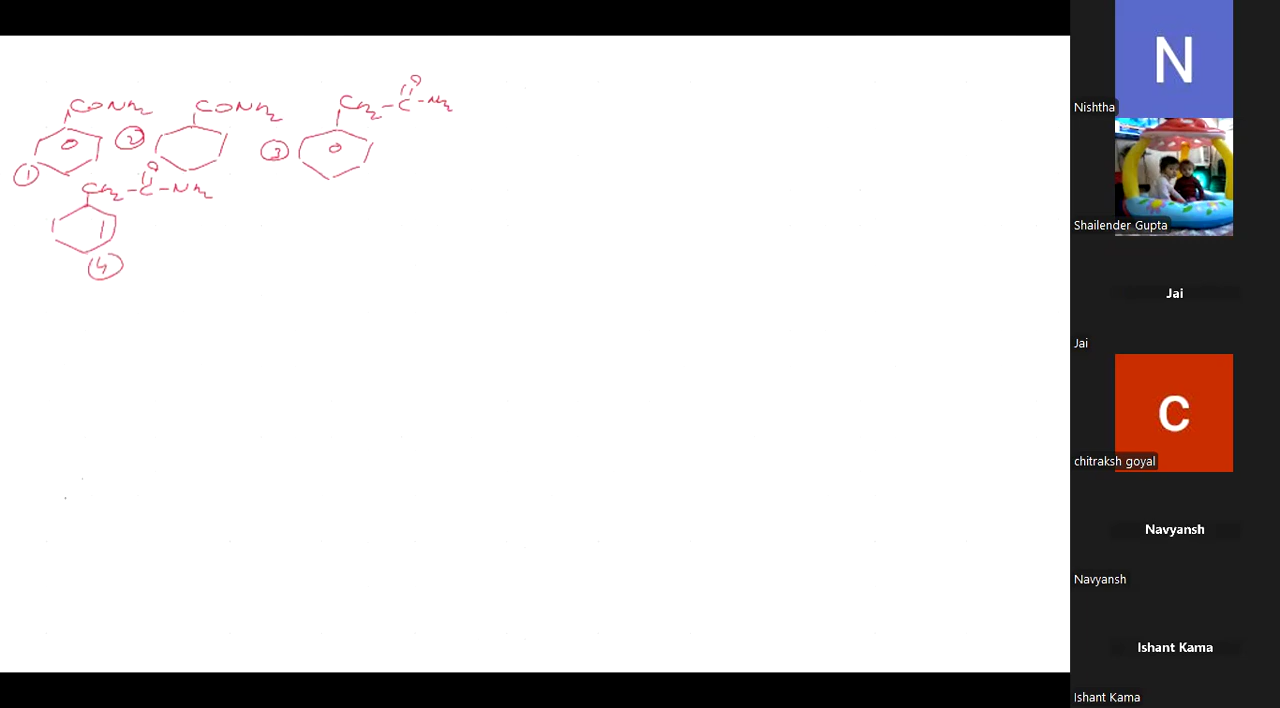 CONH2 CONH2 CH2-C-NH2
O
① ② ③
CH2-C-NH2
O
④
N
Nishtha
Shailender Gupta
Jai
Jai
C
chitraksh goyal
Navyansh
Navyansh
Ishant Kama
Ishant Kama